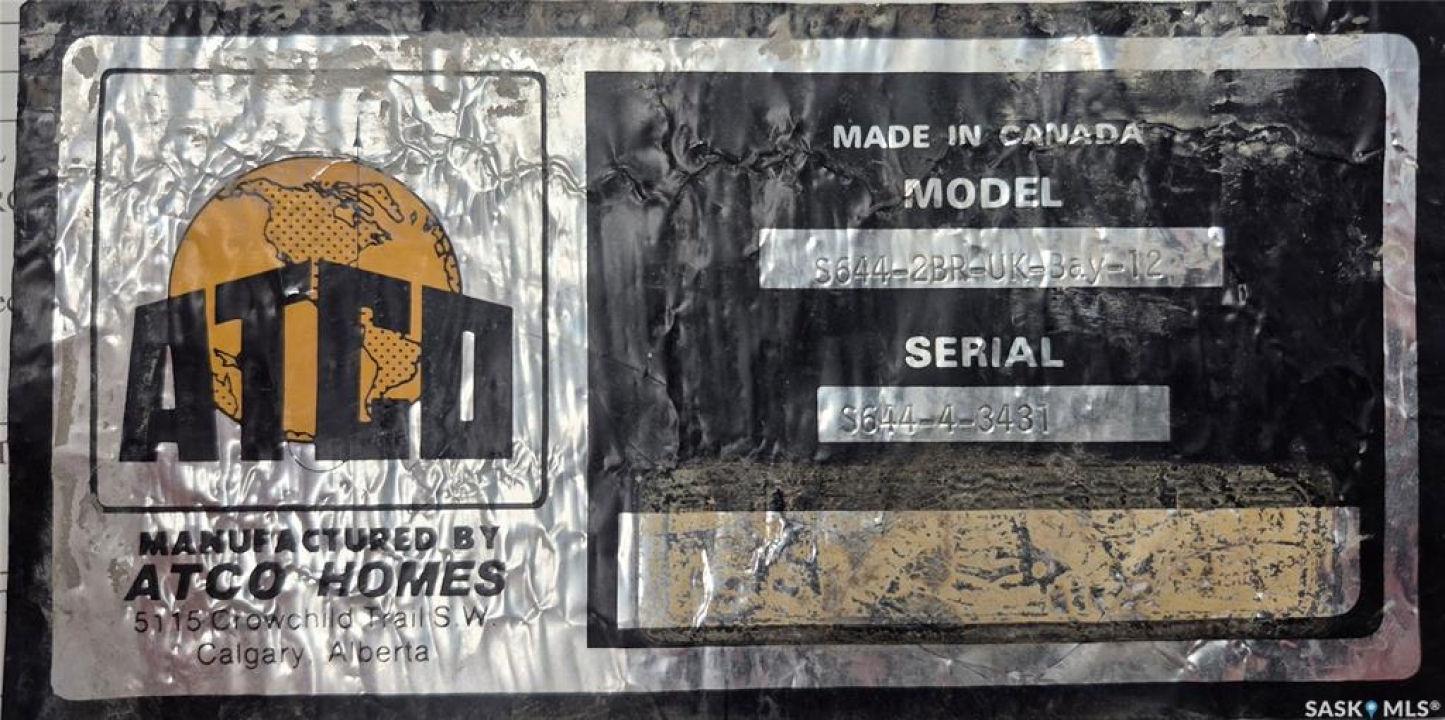 ATCO
MANUFACTURED BY
ATCO HOMES
5115 Crowchild Trail S.W.
Calgary Alberta
MADE IN CANADA
MODEL
S644-2BR-UK-Bay-12
SERIAL
S644-4-3431
SASK MLS®